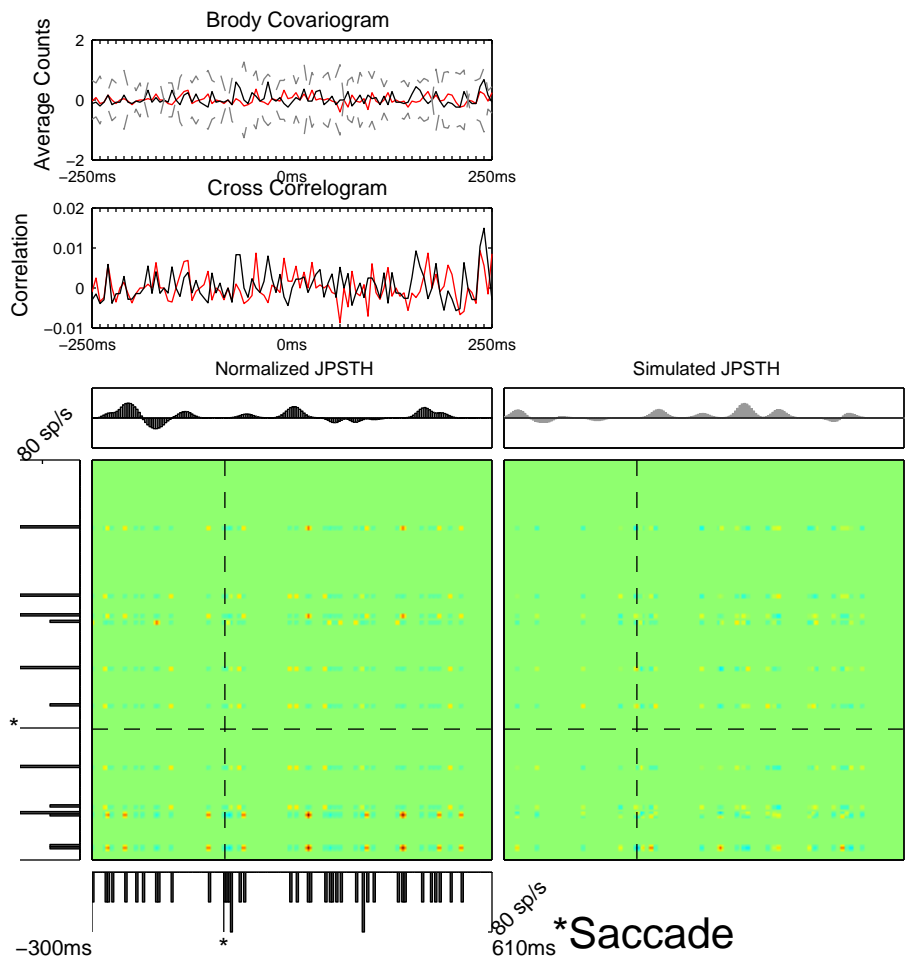 Brody Covariogram
Average Counts
2
0
−2
−250ms
0ms
250ms
Cross Correlogram
Correlation
0.02
0.01
0
−0.01
−250ms
0ms
250ms
Normalized JPSTH
Simulated JPSTH
80 sp/s
*
*
80 sp/s
−300ms
610ms
*Saccade